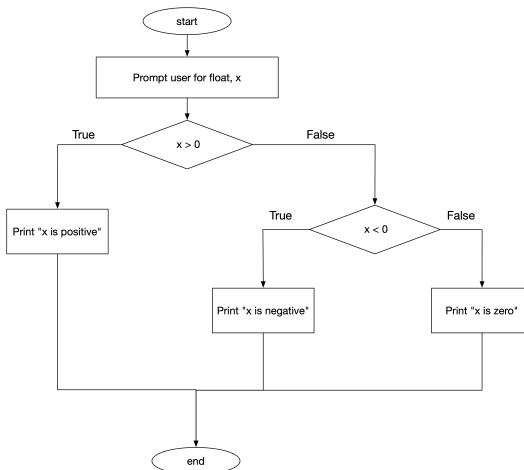 start
Prompt user for float, x
True
False
x > 0
True
False
Print "x is positive"
x < 0
Print "x is negative"
Print "x is zero"
end